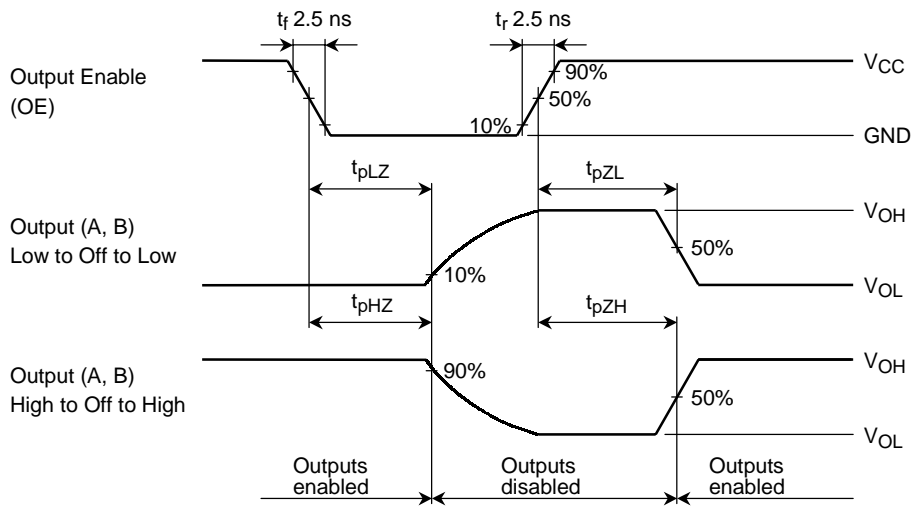 tf 2.5 ns
tr 2.5 ns
Output Enable
(OE)
90%
50%
10%
VCC
GND
tpLZ
tpZL
Output (A, B)
Low to Off to Low
10%
50%
VOH
VOL
tpHZ
tpZH
Output (A, B)
High to Off to High
90%
50%
VOH
VOL
Outputs
enabled
Outputs
disabled
Outputs
enabled